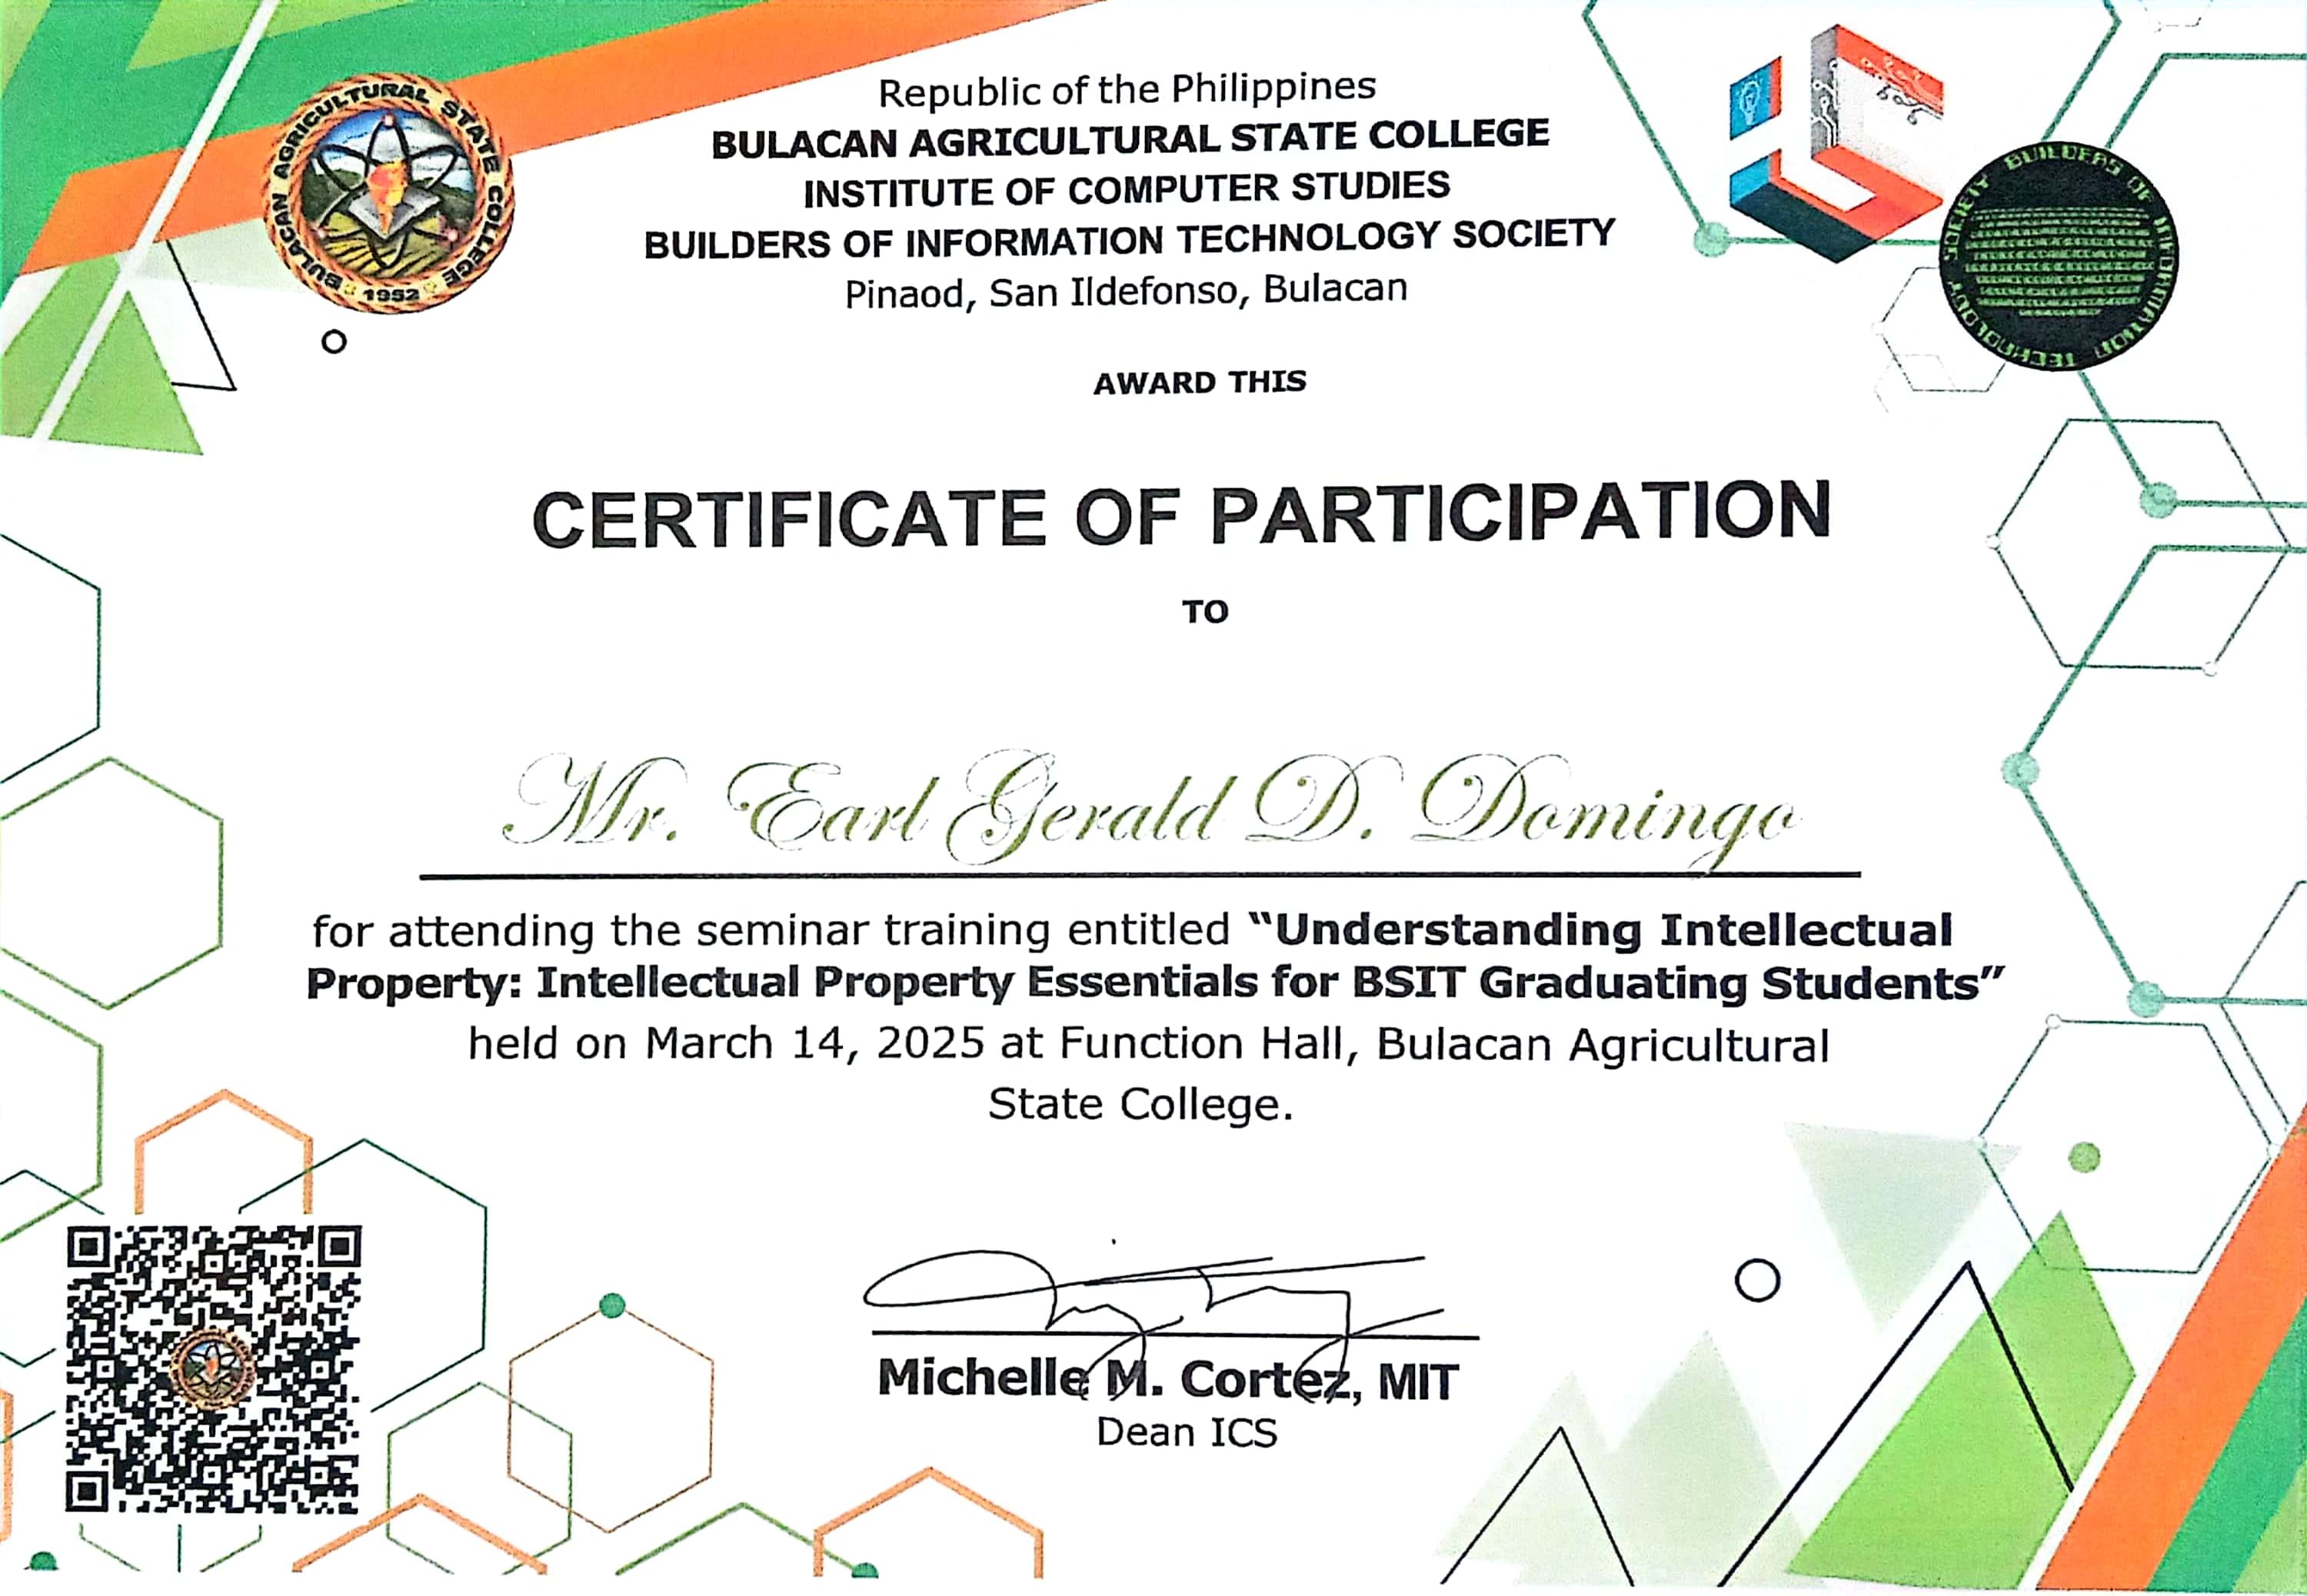 Republic of the Philippines
BULACAN AGRICULTURAL STATE COLLEGE
INSTITUTE OF COMPUTER STUDIES
BUILDERS OF INFORMATION TECHNOLOGY SOCIETY
Pinaod, San Ildefonso, Bulacan
BULACAN AGRICULTURAL STATE COLLEGE
1952
BUILDERS OF INFORMATION TECHNOLOGY SOCIETY
AWARD THIS
CERTIFICATE OF PARTICIPATION
TO
Mr. Earl Gerald D. Domingo
for attending the seminar training entitled “Understanding Intellectual
Property: Intellectual Property Essentials for BSIT Graduating Students”
held on March 14, 2025 at Function Hall, Bulacan Agricultural
State College.
Michelle M. Cortez, MIT
Dean ICS